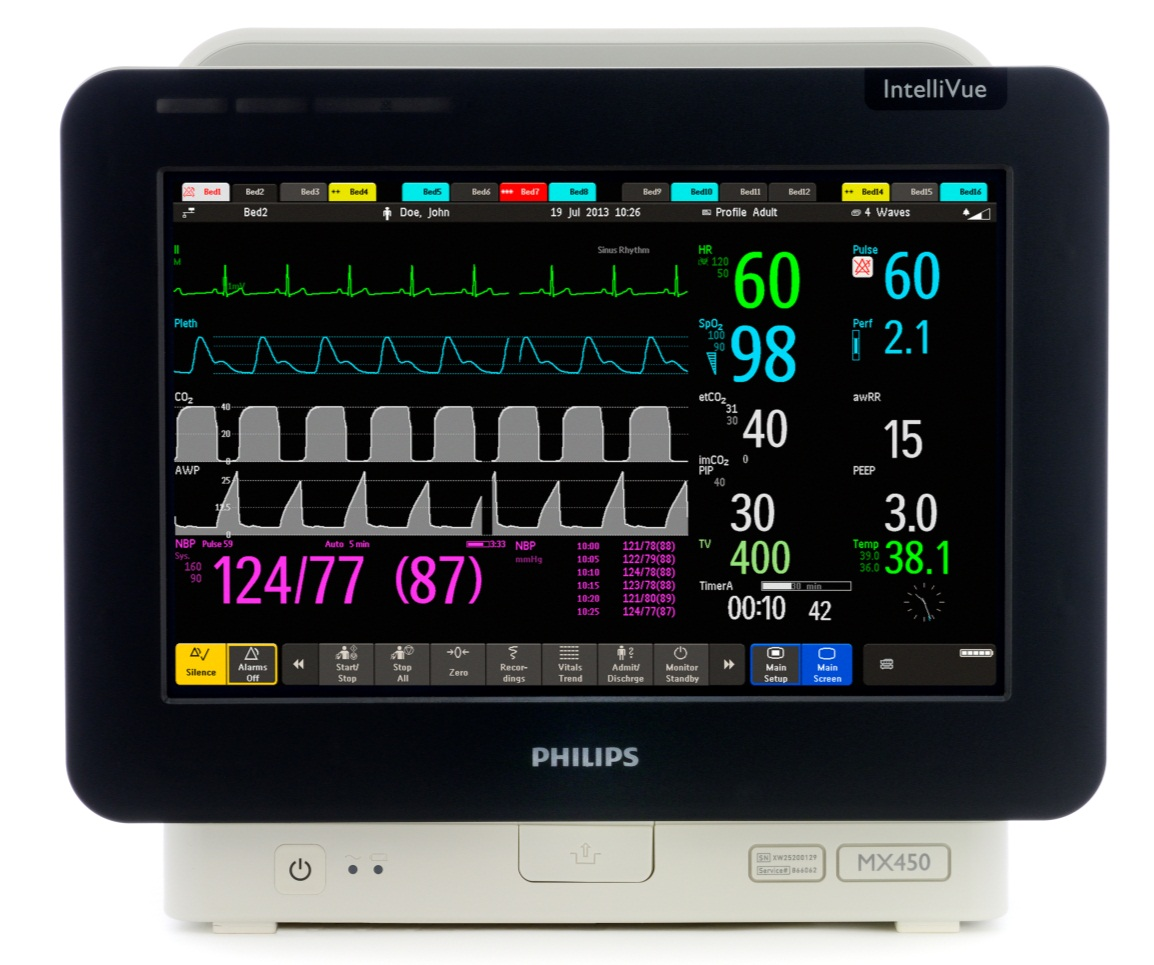 IntelliVue
Bed1 Bed2 Bed3 ++ Bed4 Bed5 Bed6 +++ Bed7 Bed8 Bed9 Bed10 Bed11 Bed12 ++ Bed14 Bed15 Bed16
Bed2 Doe, John 19 Jul 2013 10:26 Profile Adult 4 Waves
II
M
1mV
Sinus Rhythm
HR
120
50
60
Pulse
60
Pleth
SpO2
100
90
98
Perf
2.1
CO2
40
20
0
etCO2
31
30
40
imCO2 0
awRR
15
AWP
25
12.5
0
PIP
40
30
PEEP
3.0
NBP Pulse 59 Auto 5 min 3:33
Sys.
160
90
124/77 (87)
NBP
mmHg
10:00 121/78(88)
10:05 122/79(88)
10:10 124/78(88)
10:15 123/78(88)
10:20 121/80(89)
10:25 124/77(87)
TV
400
Temp
39.0
36.0
38.1
TimerA
30 min
00:10 42
Silence
Alarms
Off
Start/
Stop
Stop
All
→0←
Zero
Recor-
dings
Vitals
Trend
Admit/
Dischrge
Monitor
Standby
Main
Setup
Main
Screen
PHILIPS
SN XW25200129
Service# 866062
MX450